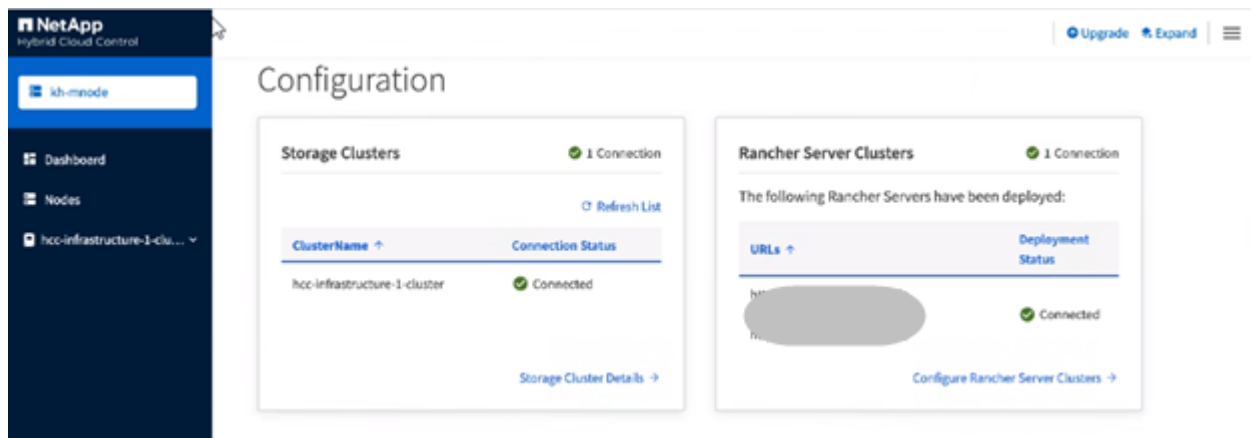 NetApp
Hybrid Cloud Control
Upgrade Expand
kh-mnode
Dashboard
Nodes
hcc-infrastructure-1-clu...
Configuration
Storage Clusters 1 Connection
Refresh List
ClusterName ↑ Connection Status
hcc-infrastructure-1-cluster Connected
Storage Cluster Details →
Rancher Server Clusters 1 Connection
The following Rancher Servers have been deployed:
URLs ↑ Deployment
Status
Connected
Configure Rancher Server Clusters →